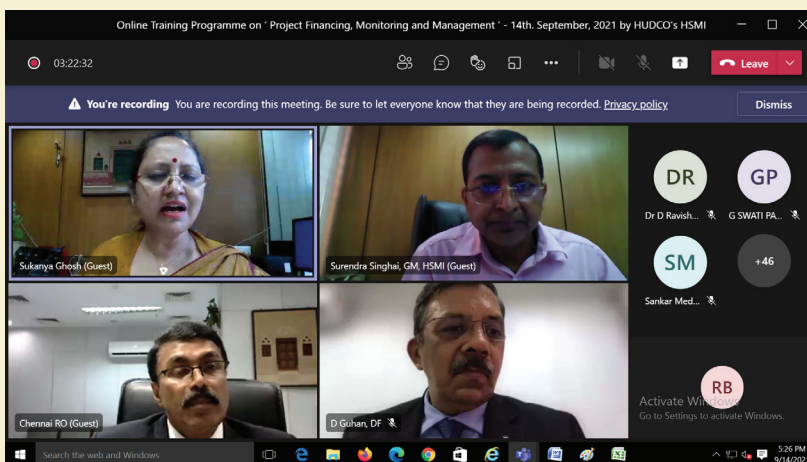 Online Training Programme on ' Project Financing, Monitoring and Management ' - 14th. September, 2021 by HUDCO's HSMI
03:22:32
Leave
You're recording You are recording this meeting. Be sure to let everyone know that they are being recorded. Privacy policy
Dismiss
Sukanya Ghosh (Guest)
Surendra Singhai, GM, HSMI (Guest)
DR
GP
Dr D Ravish...
G SWATI PA...
SM
+46
Sankar Med...
Chennai RO (Guest)
D Guhan, DF
RB
Activate Windows
Go to Settings to activate Windows.
Search the web and Windows
5:26 PM
9/14/202